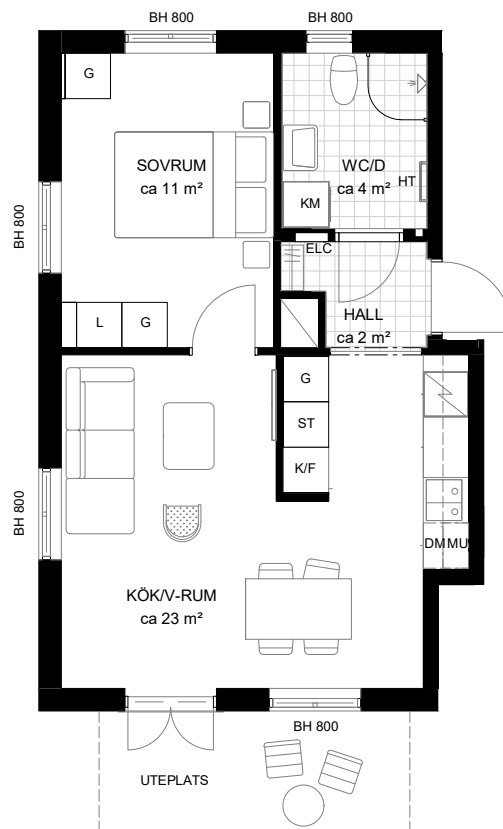 BH 800
BH 800
G
SOVRUM
ca 11 m²
WC/D
ca 4 m²
HT
KM
BH 800
ELC
L
G
HALL
ca 2 m²
G
ST
K/F
BH 800
DM
MU
KÖK/V-RUM
ca 23 m²
BH 800
UTEPLATS